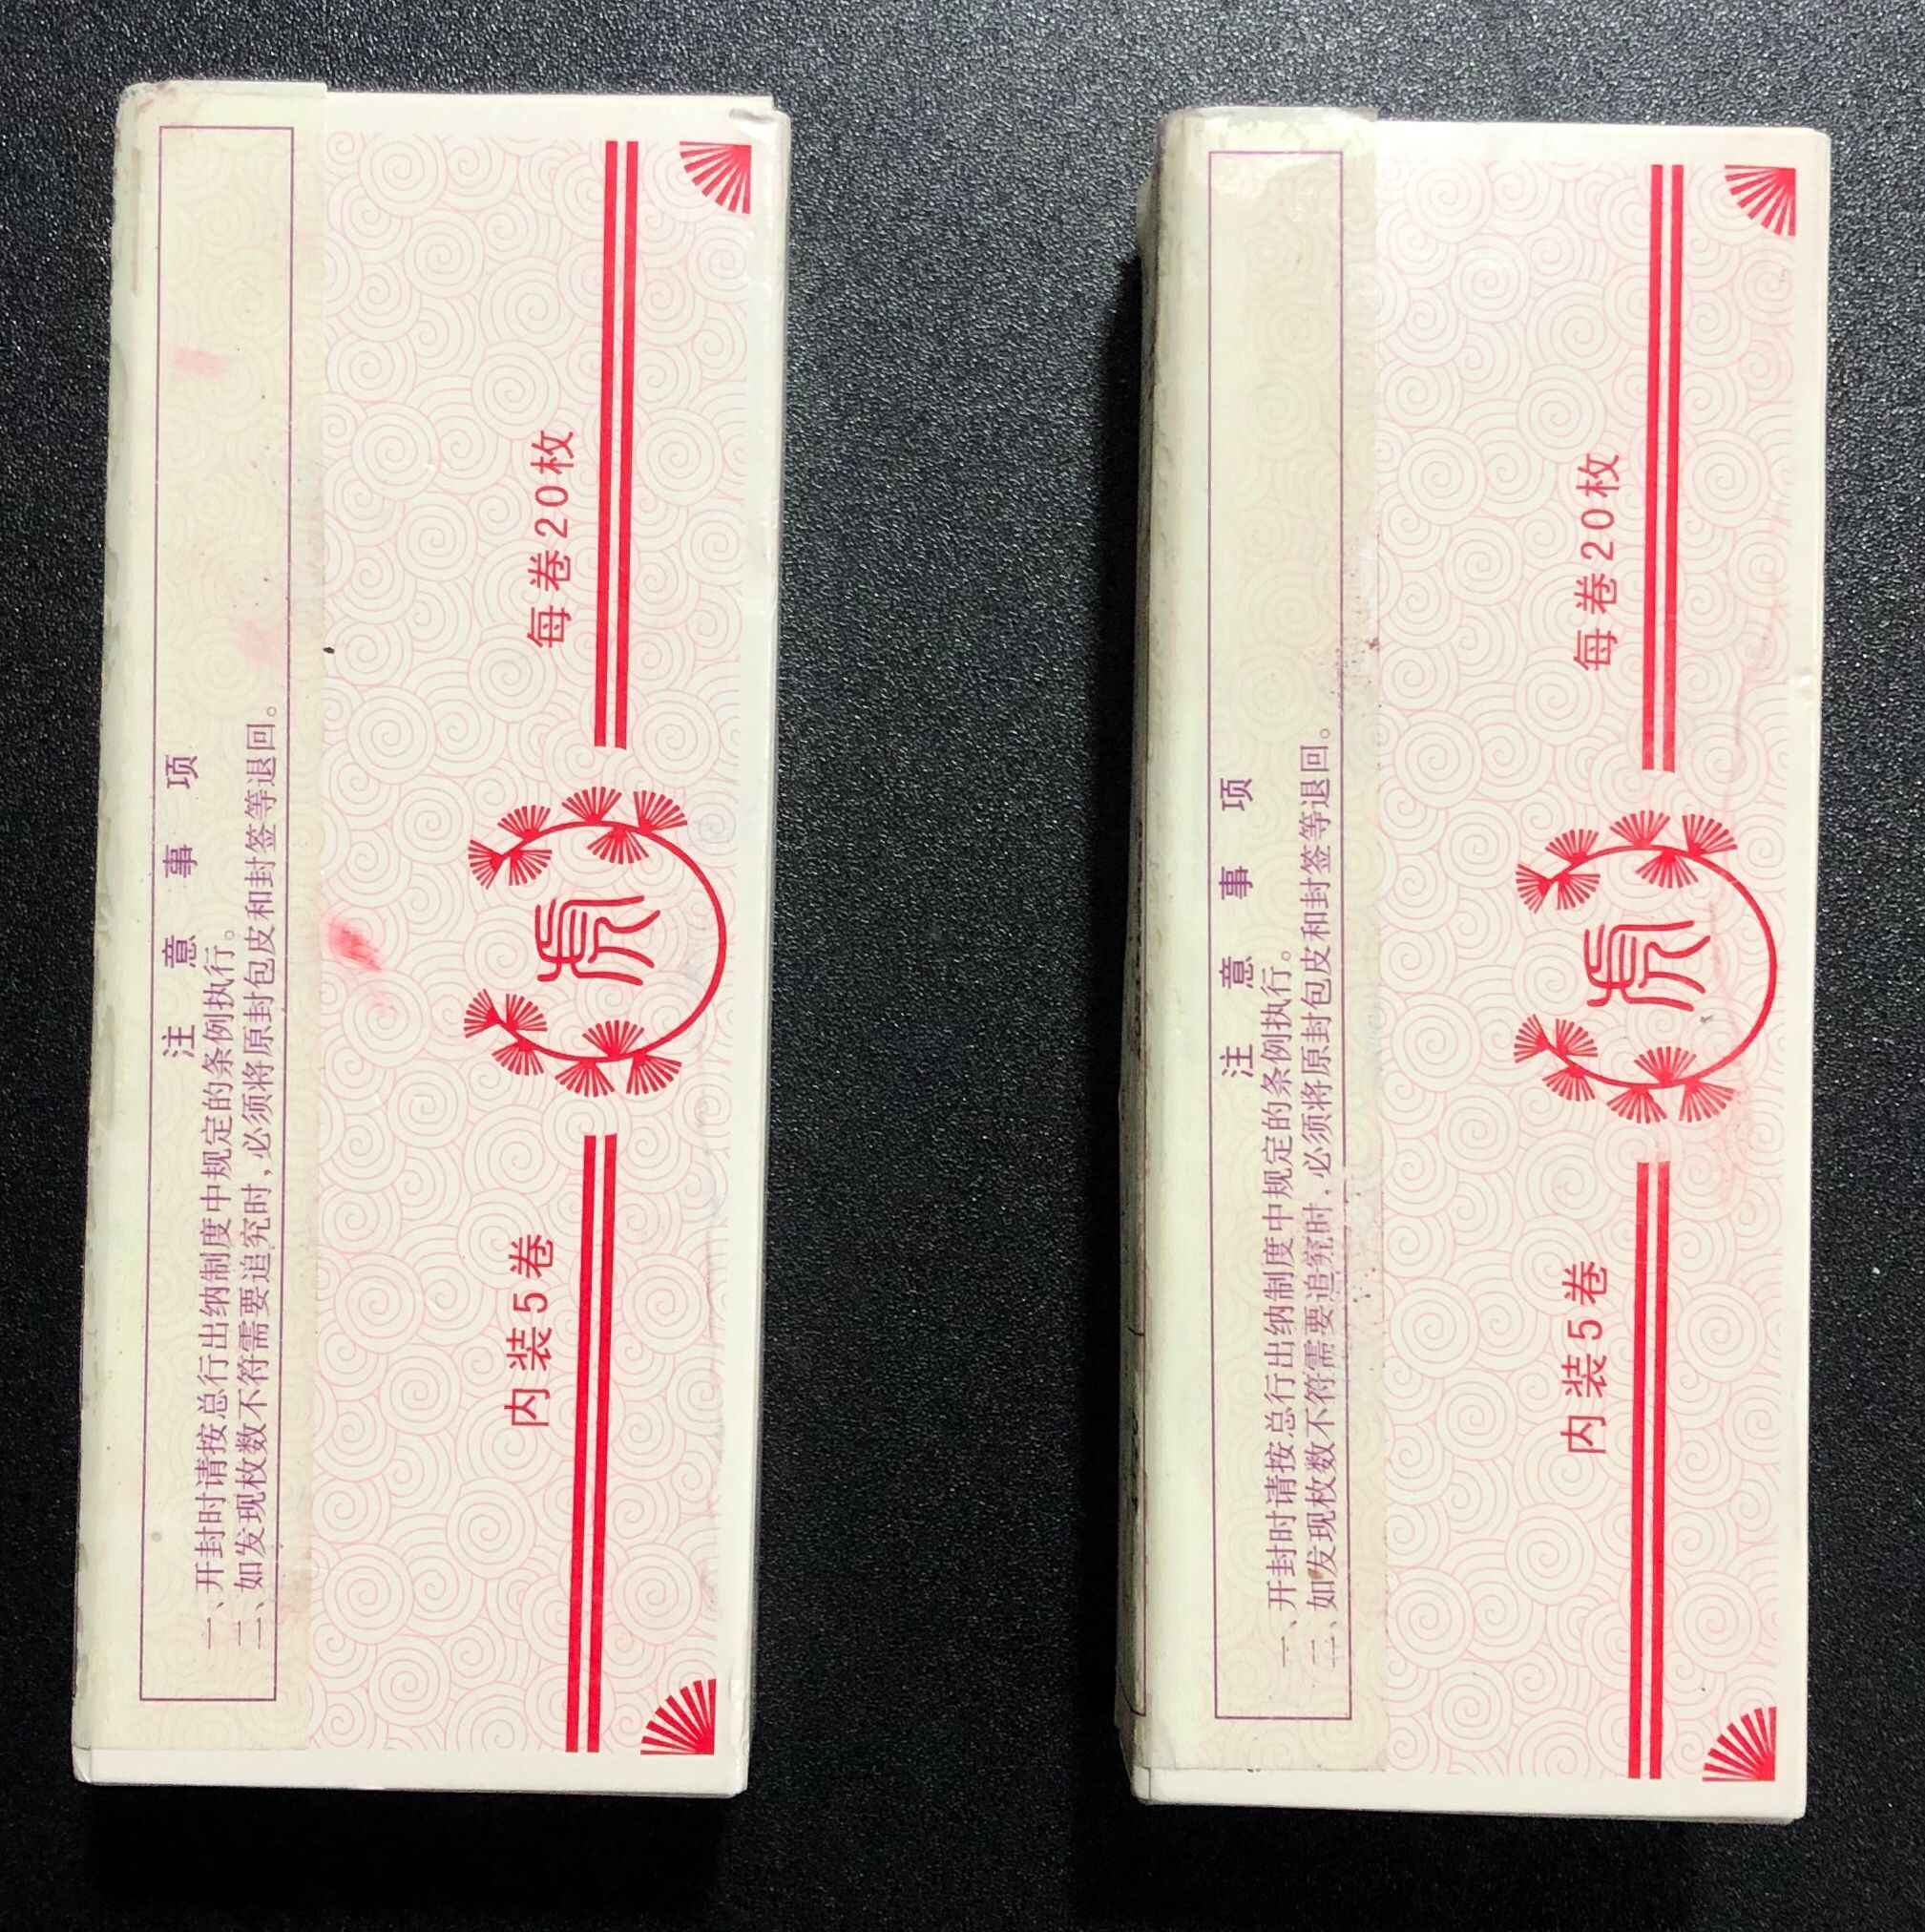 注意事项
一、开封时请按总行出纳制度中规定的条例执行。
二、如发现枚数不符需要追究时，必须将原封包皮和封签等退回。
内装5卷
每卷20枚
虎
注意事项
一、开封时请按总行出纳制度中规定的条例执行。
二、如发现枚数不符需要追究时，必须将原封包皮和封签等退回。
内装5卷
每卷20枚
虎